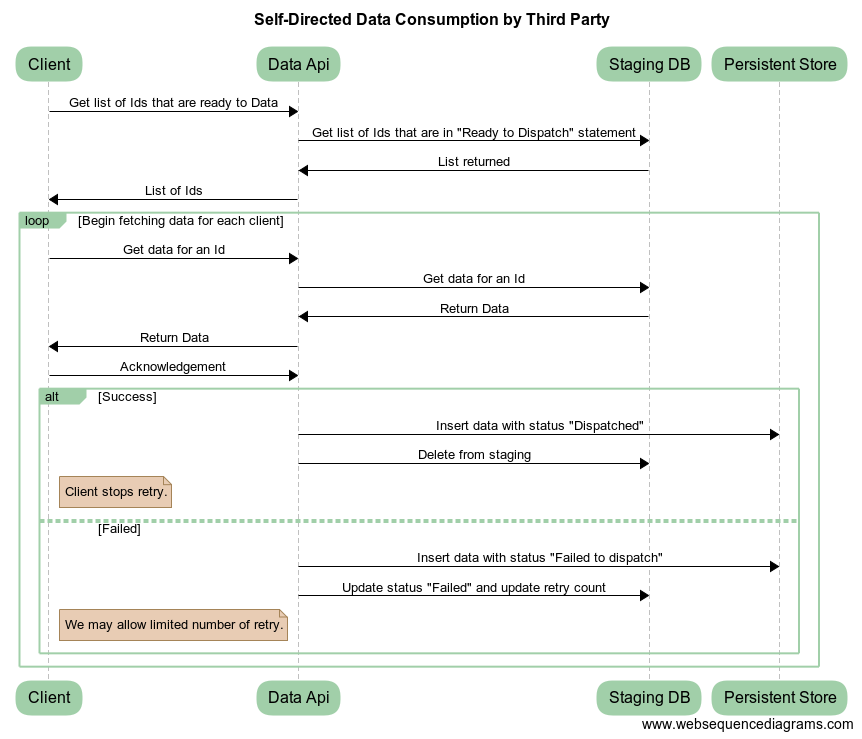 Self-Directed Data Consumption by Third Party
Client
Data Api
Staging DB
Persistent Store
Get list of Ids that are ready to Data
Get list of Ids that are in "Ready to Dispatch" statement
List returned
List of Ids
loop
[Begin fetching data for each client]
Get data for an Id
Get data for an Id
Return Data
Return Data
Acknowledgement
alt
[Success]
Insert data with status "Dispatched"
Delete from staging
Client stops retry.
[Failed]
Insert data with status "Failed to dispatch"
Update status "Failed" and update retry count
We may allow limited number of retry.
Client
Data Api
Staging DB
Persistent Store
www.websequencediagrams.com